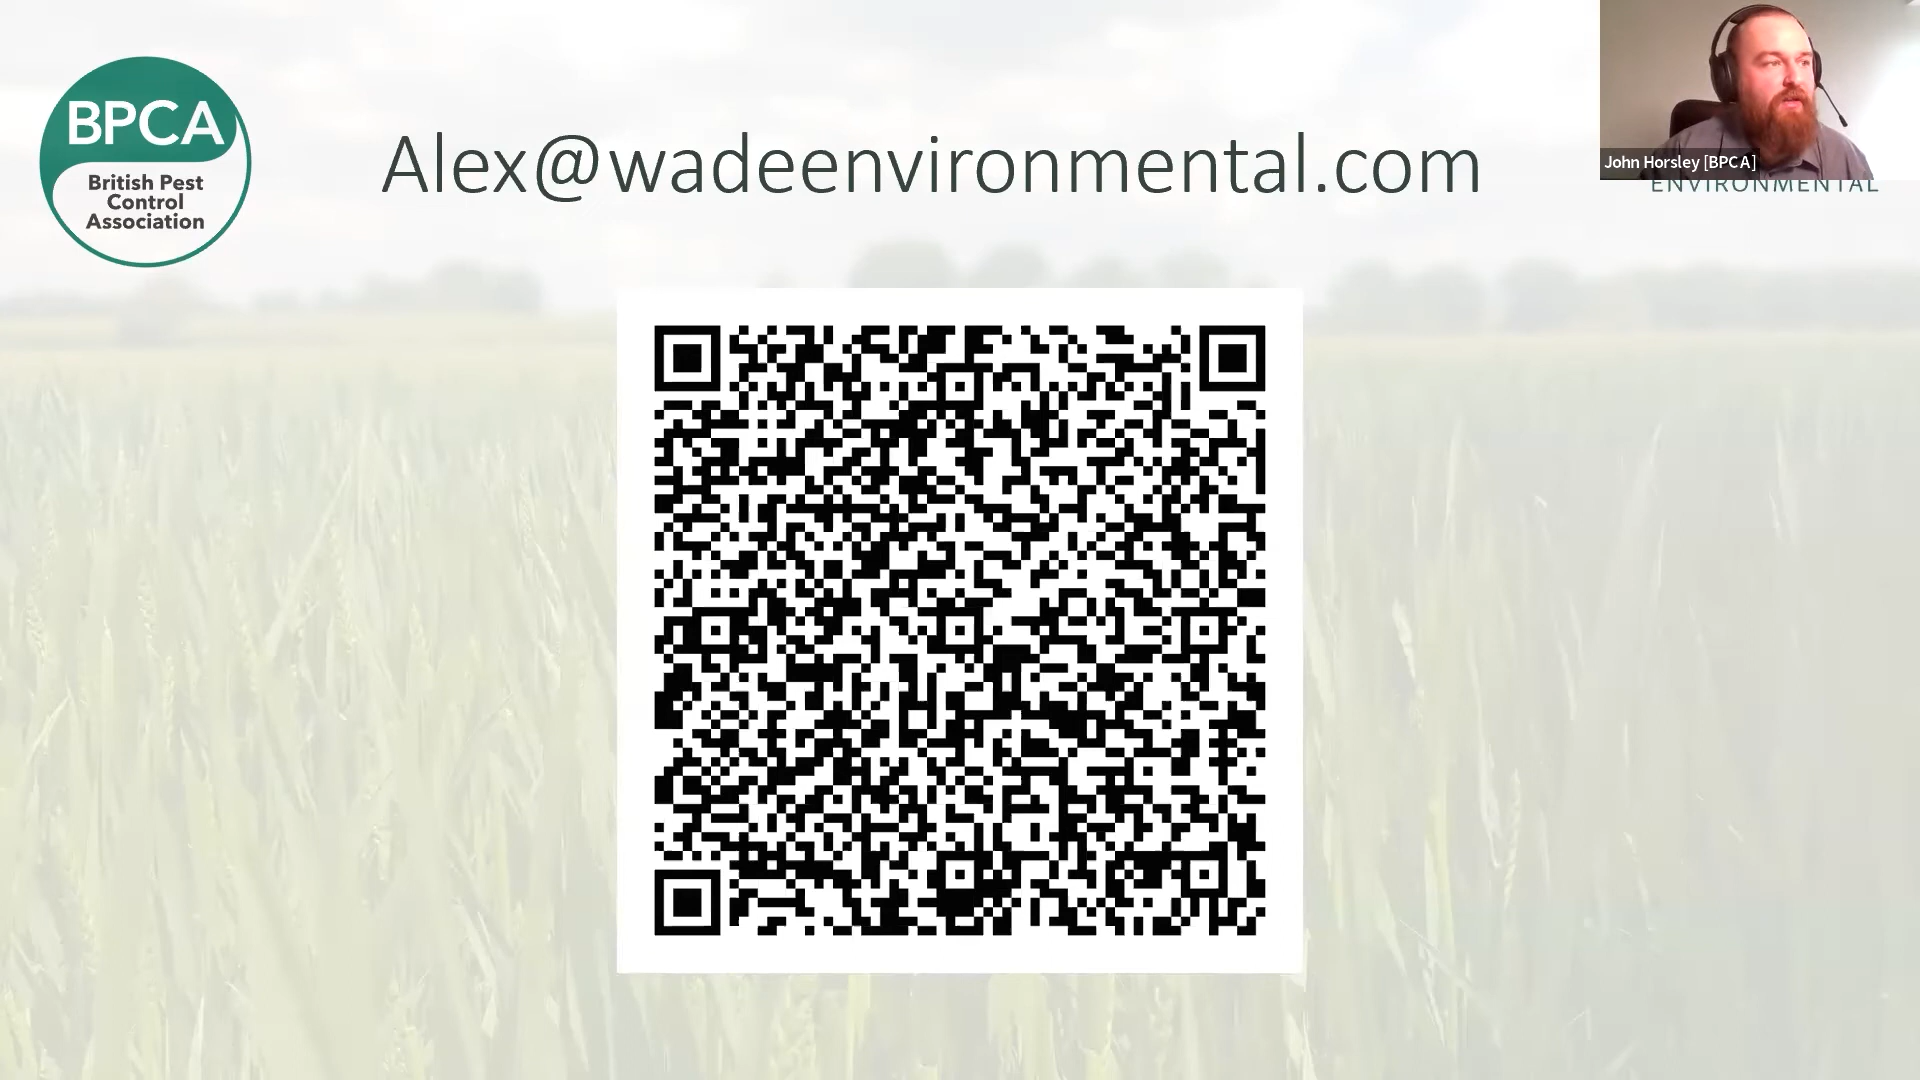 BPCA
British Pest
Control
Association
Alex@wadeenvironmental.com
John Horsley [BPCA]
ENVIRONMENTAL